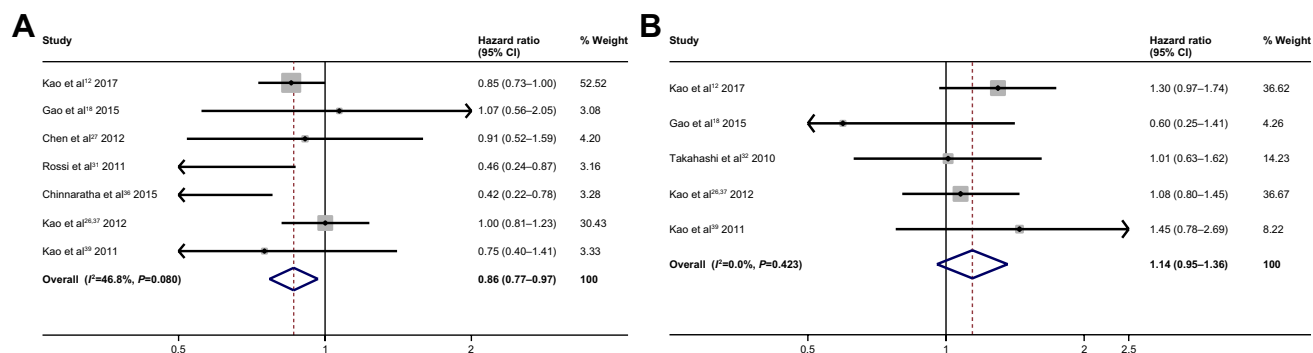 A
Study Hazard ratio (95% CI) % Weight
Kao et al¹² 2017 0.85 (0.73–1.00) 52.52
Gao et al¹⁸ 2015 1.07 (0.56–2.05) 3.08
Chen et al²⁷ 2012 0.91 (0.52–1.59) 4.20
Rossi et al³¹ 2011 0.46 (0.24–0.87) 3.16
Chinnaratha et al³⁶ 2015 0.42 (0.22–0.78) 3.28
Kao et al²⁶,³⁷ 2012 1.00 (0.81–1.23) 30.43
Kao et al³⁹ 2011 0.75 (0.40–1.41) 3.33
Overall (I²=46.8%, P=0.080) 0.86 (0.77–0.97) 100
0.5 1 2
B
Study Hazard ratio (95% CI) % Weight
Kao et al¹² 2017 1.30 (0.97–1.74) 36.62
Gao et al¹⁸ 2015 0.60 (0.25–1.41) 4.26
Takahashi et al³² 2010 1.01 (0.63–1.62) 14.23
Kao et al²⁶,³⁷ 2012 1.08 (0.80–1.45) 36.67
Kao et al³⁹ 2011 1.45 (0.78–2.69) 8.22
Overall (I²=0.0%, P=0.423) 1.14 (0.95–1.36) 100
0.5 1 2 2.5